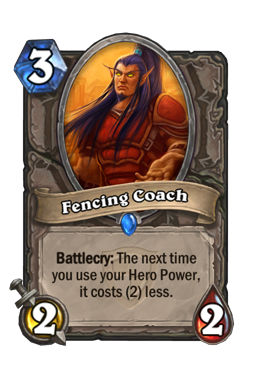 3
Fencing Coach
Battlecry: The next time
you use your Hero Power,
it costs (2) less.
2 2